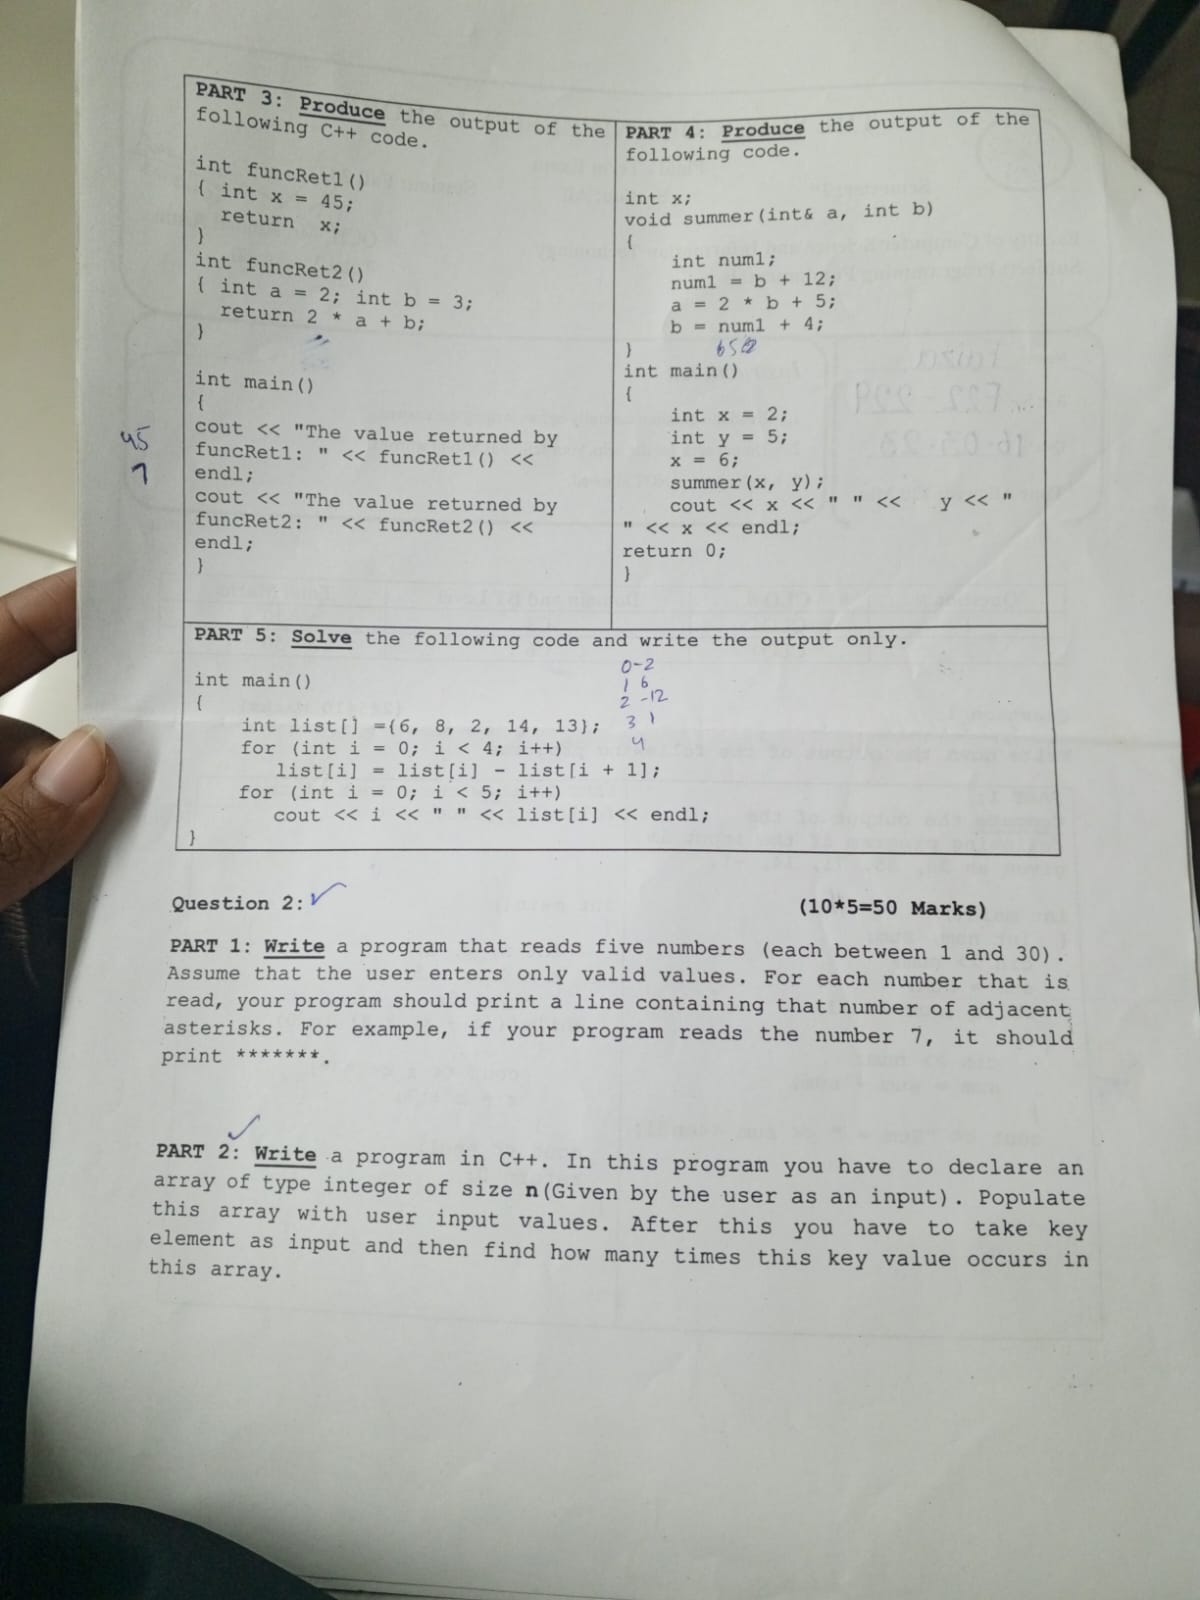 PART 3: Produce the output of the
following C++ code.
int funcRet1()
{ int x = 45;
return x;
}
int funcRet2()
{ int a = 2; int b = 3;
return 2 * a + b;
}
int main()
{
cout << "The value returned by
funcRet1: " << funcRet1() <<
endl;
cout << "The value returned by
funcRet2: " << funcRet2() <<
endl;
}
45
7
PART 4: Produce the output of the
following code.
int x;
void summer(int& a, int b)
{
int num1;
num1 = b + 12;
a = 2 * b + 5;
b = num1 + 4;
}
int main()
{
int x = 2;
int y = 5;
x = 6;
summer(x, y);
cout << x << " " << y << "
" << x << endl;
return 0;
}
PART 5: Solve the following code and write the output only.
int main()
{
int list[] ={6, 8, 2, 14, 13};
for (int i = 0; i < 4; i++)
list[i] = list[i] - list[i + 1];
for (int i = 0; i < 5; i++)
cout << i << " " << list[i] << endl;
}
0-2
1 6
2 -12
3 1
4
Question 2: (10*5=50 Marks)
PART 1: Write a program that reads five numbers (each between 1 and 30).
Assume that the user enters only valid values. For each number that is
read, your program should print a line containing that number of adjacent
asterisks. For example, if your program reads the number 7, it should
print *******.
PART 2: Write a program in C++. In this program you have to declare an
array of type integer of size n(Given by the user as an input). Populate
this array with user input values. After this you have to take key
element as input and then find how many times this key value occurs in
this array.